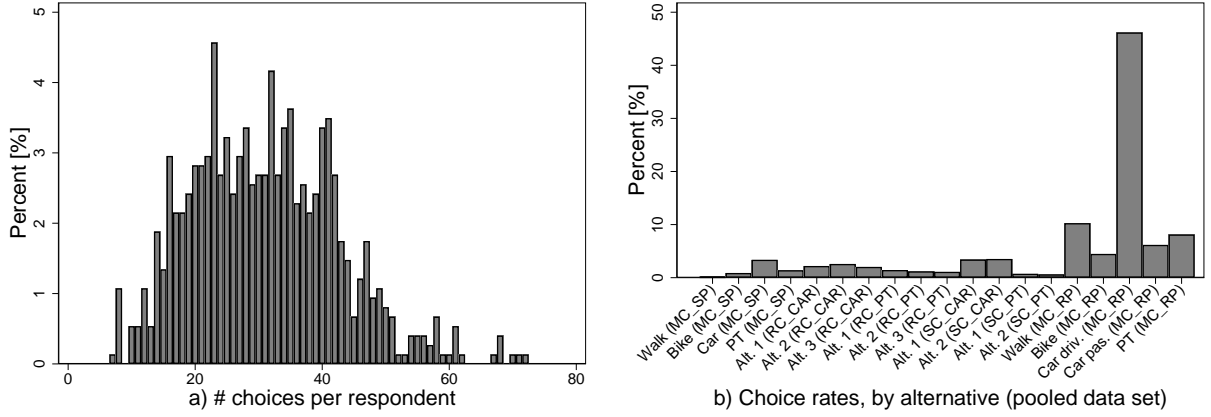 5
4
3
2
1
0
Percent [%]
0 20 40 60 80
a) # choices per respondent
50
40
30
20
10
0
Percent [%]
Walk (MC_SP)
Bike (MC_SP)
Car (MC_SP)
PT (MC_SP)
Alt. 1 (RC_CAR)
Alt. 2 (RC_CAR)
Alt. 3 (RC_CAR)
Alt. 1 (RC_PT)
Alt. 2 (RC_PT)
Alt. 3 (RC_PT)
Alt. 1 (SC_CAR)
Alt. 2 (SC_CAR)
Alt. 1 (SC_PT)
Alt. 2 (SC_PT)
Walk (MC_RP)
Bike (MC_RP)
Car driv. (MC_RP)
Car pas. (MC_RP)
PT (MC_RP)
b) Choice rates, by alternative (pooled data set)